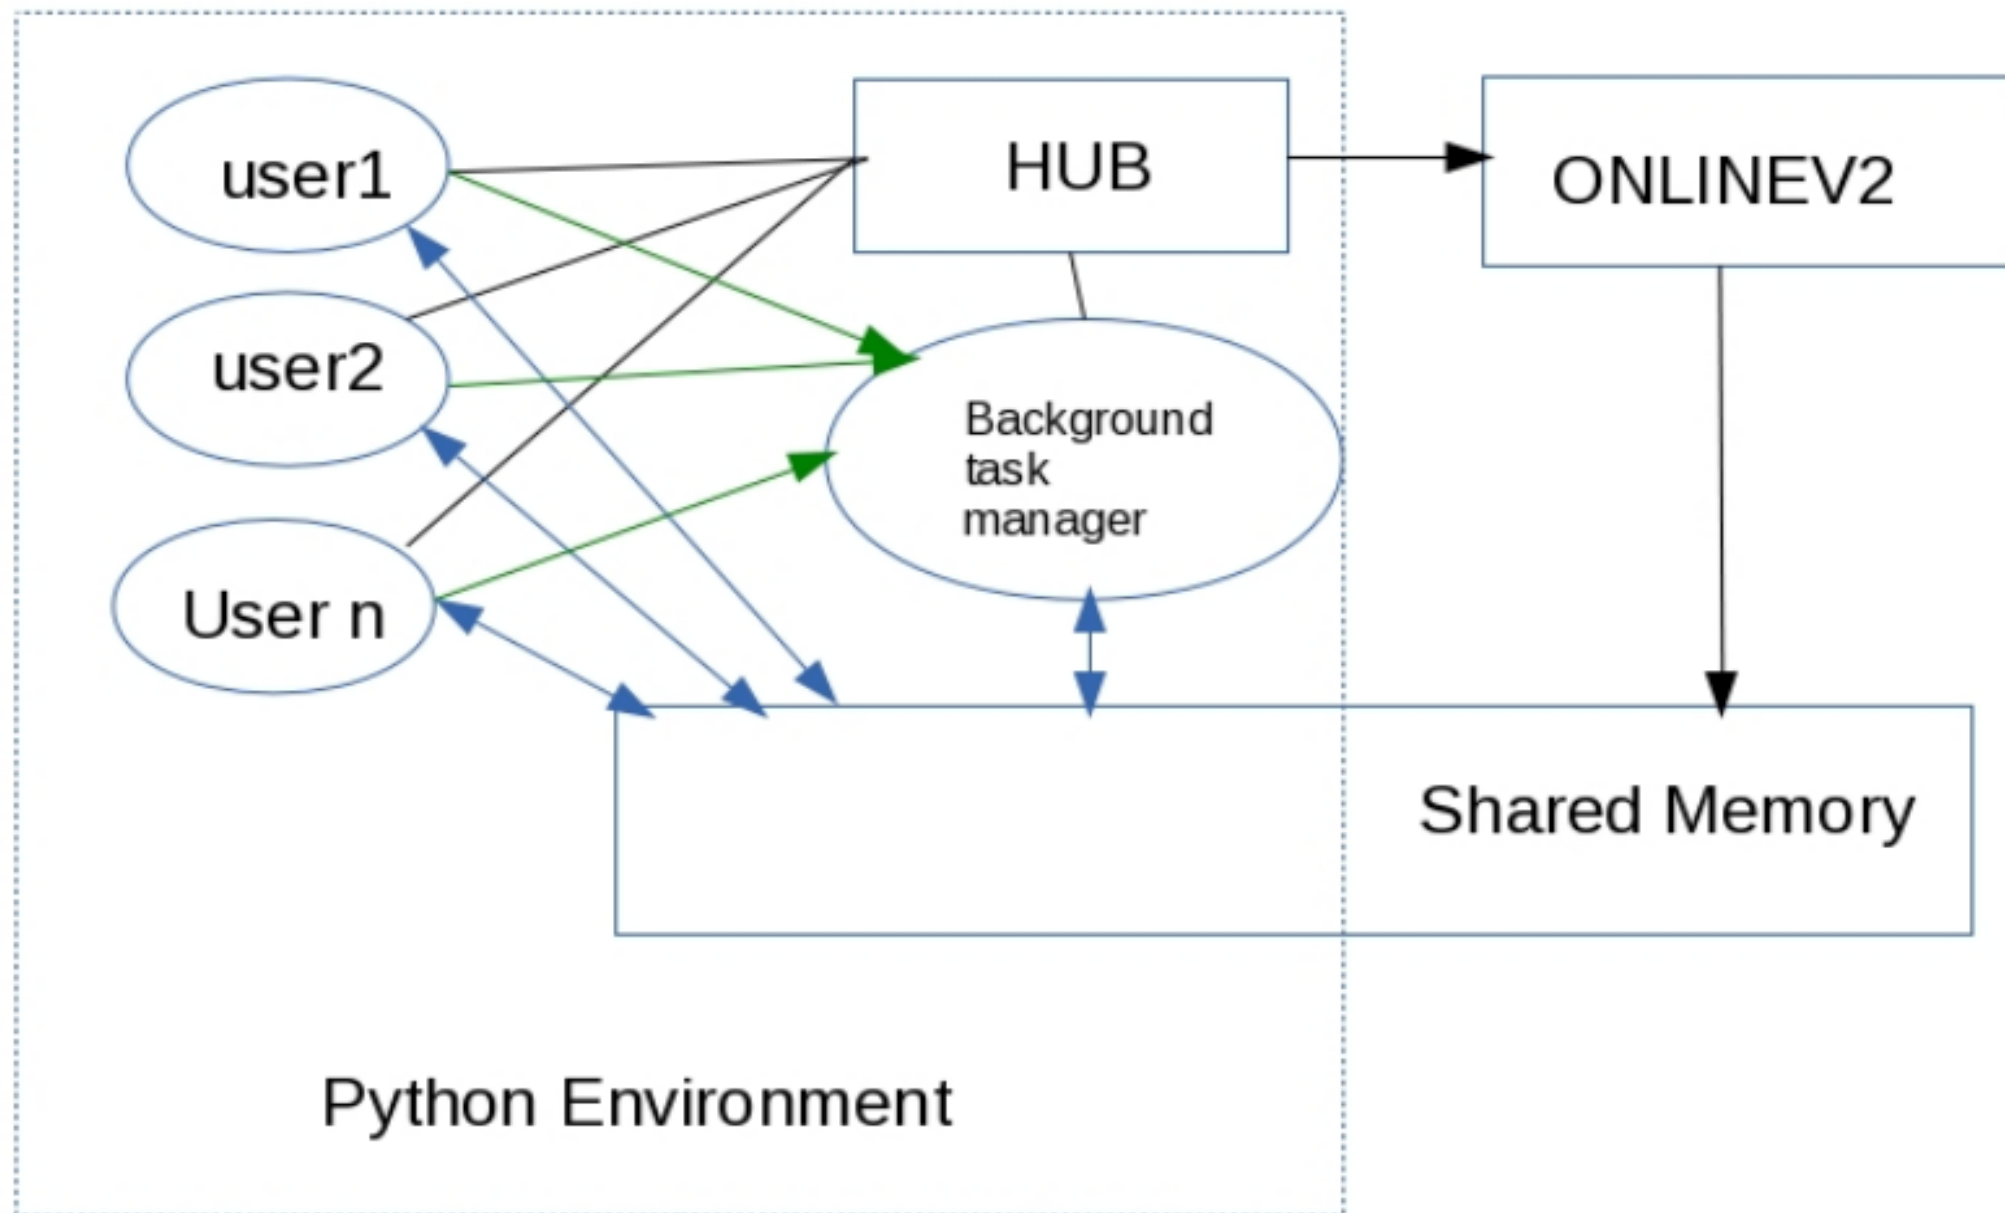 user1
HUB
ONLINEV2
user2
Background
task
manager
User n
Shared Memory
Python Environment